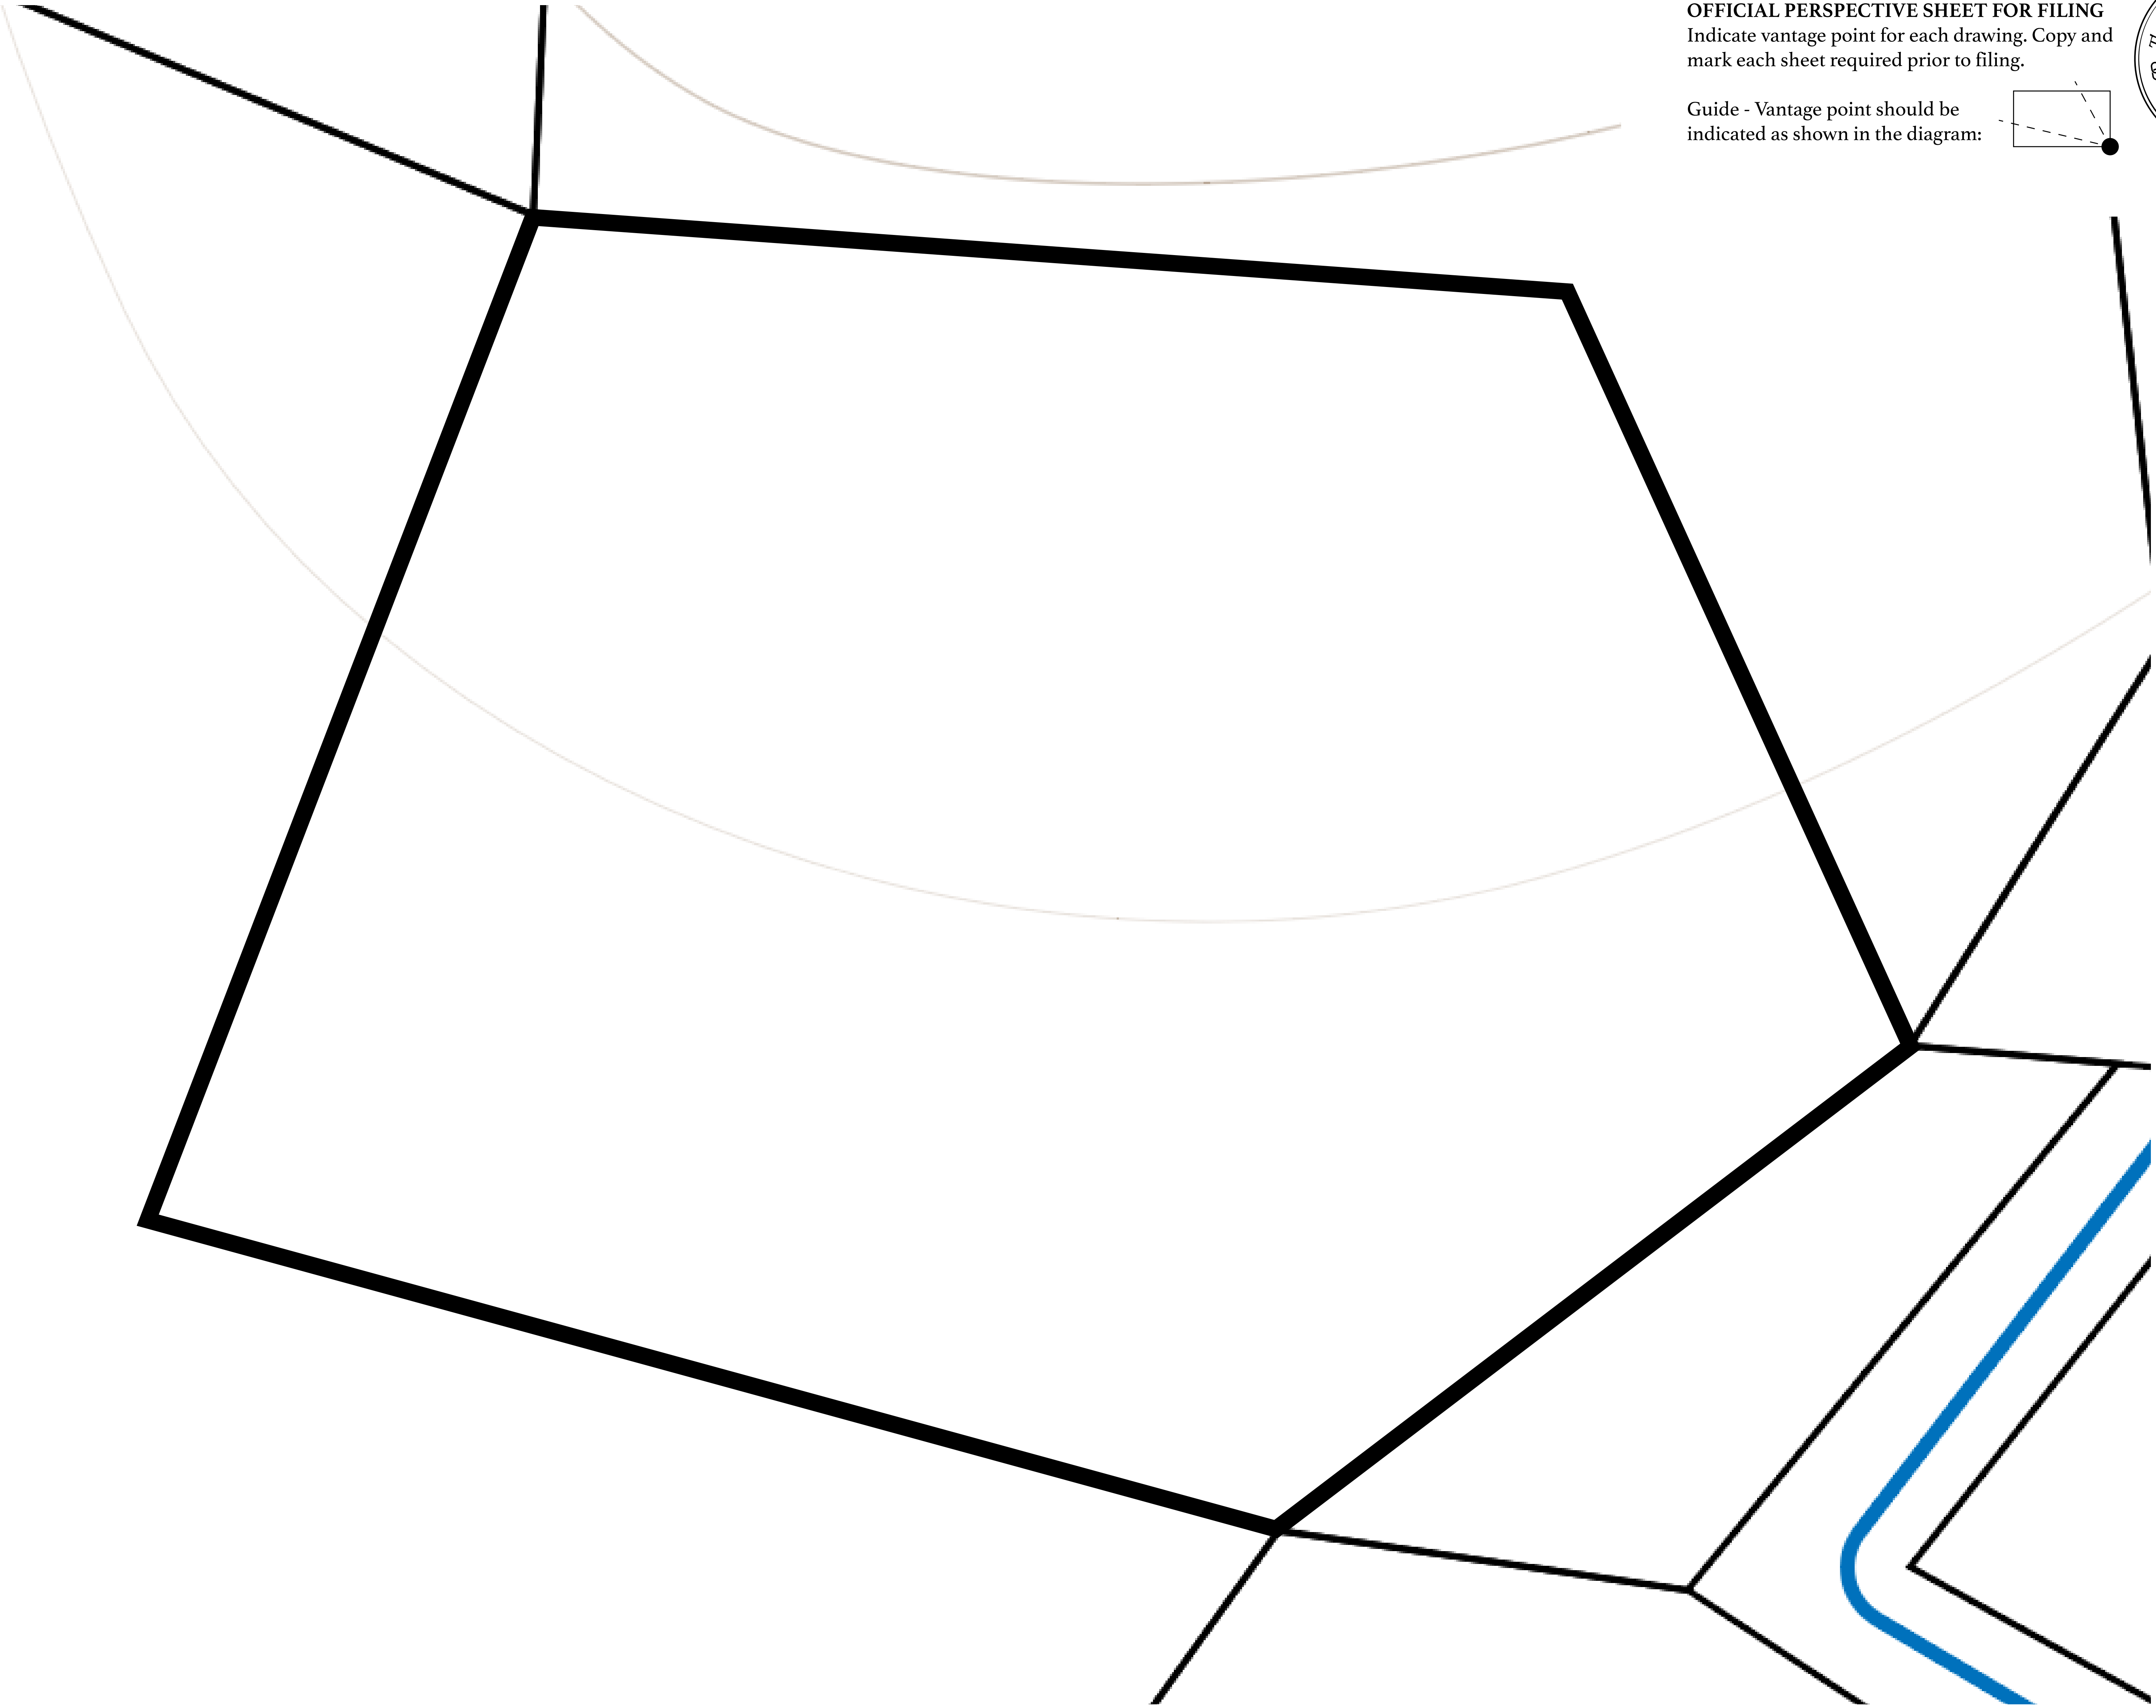 OFFICIAL PERSPECTIVE SHEET FOR FILING
Indicate vantage point for each drawing. Copy and
mark each sheet required prior to filing.
Guide - Vantage point should be
indicated as shown in the diagram: